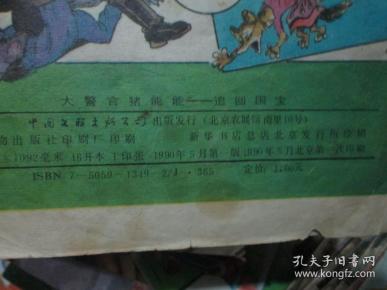 大警官猪能能——追回国宝
中国文联出版公司出版发行（北京农展馆南里10号）
出版社印刷厂印刷 新华书店总店北京发行所经销
1092毫米 16开本 1印张 1990年5月第一版 1990年5月北京第一次印刷
ISBN 7—5059—1349—2/J·365 定价：1.00元
孔夫子旧书网
www.kongfz.com